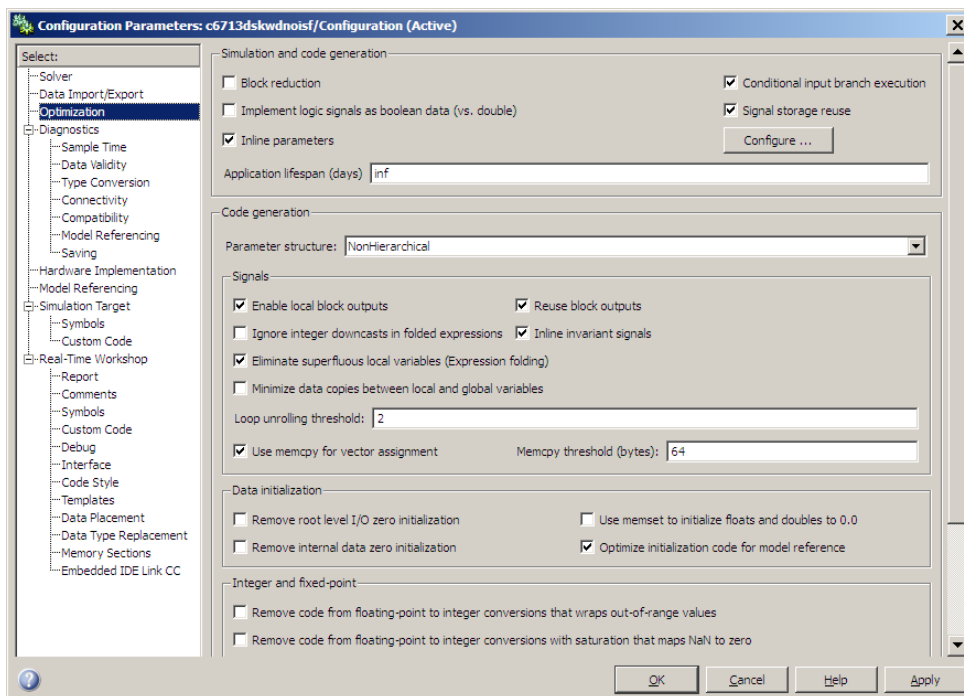 Configuration Parameters: c6713dskwdnoisf/Configuration (Active)
Select:
Solver
Data Import/Export
Optimization
Diagnostics
Sample Time
Data Validity
Type Conversion
Connectivity
Compatibility
Model Referencing
Saving
Hardware Implementation
Model Referencing
Simulation Target
Symbols
Custom Code
Real-Time Workshop
Report
Comments
Symbols
Custom Code
Debug
Interface
Code Style
Templates
Data Placement
Data Type Replacement
Memory Sections
Embedded IDE Link CC
Simulation and code generation
Block reduction
Conditional input branch execution
Implement logic signals as boolean data (vs. double)
Signal storage reuse
Inline parameters
Configure ...
Application lifespan (days) inf
Code generation
Parameter structure: NonHierarchical
Signals
Enable local block outputs
Reuse block outputs
Ignore integer downcasts in folded expressions
Inline invariant signals
Eliminate superfluous local variables (Expression folding)
Minimize data copies between local and global variables
Loop unrolling threshold: 2
Use memcpy for vector assignment
Memcpy threshold (bytes): 64
Data initialization
Remove root level I/O zero initialization
Use memset to initialize floats and doubles to 0.0
Remove internal data zero initialization
Optimize initialization code for model reference
Integer and fixed-point
Remove code from floating-point to integer conversions that wraps out-of-range values
Remove code from floating-point to integer conversions with saturation that maps NaN to zero
OK
Cancel
Help
Apply